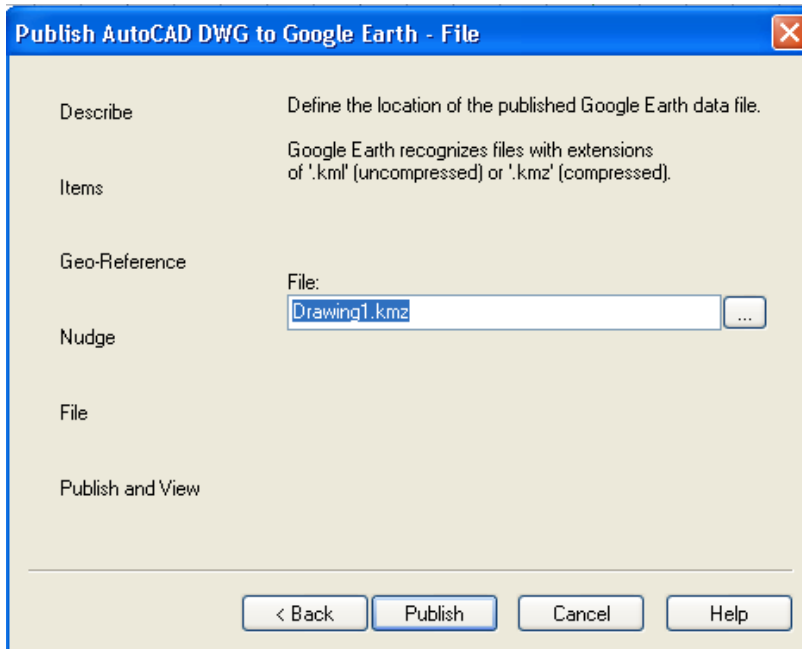 Publish AutoCAD DWG to Google Earth - File
Describe
Items
Geo-Reference
Nudge
File
Publish and View
Define the location of the published Google Earth data file.
Google Earth recognizes files with extensions
of '.kml' (uncompressed) or '.kmz' (compressed).
File:
Drawing1.kmz
...
< Back
Publish
Cancel
Help